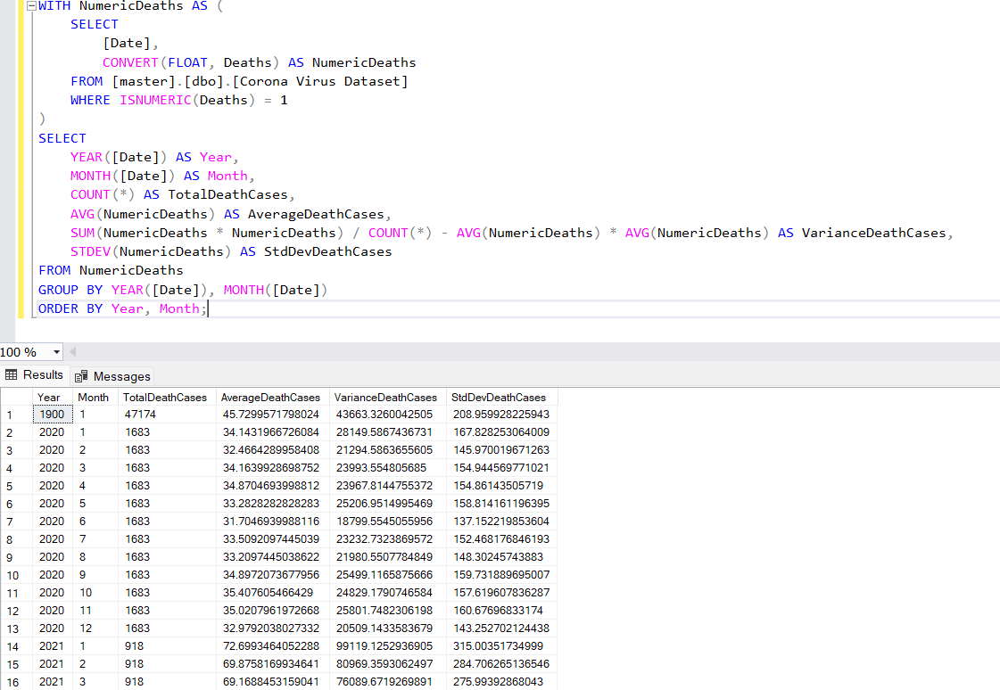 WITH NumericDeaths AS (
SELECT
[Date],
CONVERT(FLOAT, Deaths) AS NumericDeaths
FROM [master].[dbo].[Corona Virus Dataset]
WHERE ISNUMERIC(Deaths) = 1
)
SELECT
YEAR([Date]) AS Year,
MONTH([Date]) AS Month,
COUNT(*) AS TotalDeathCases,
AVG(NumericDeaths) AS AverageDeathCases,
SUM(NumericDeaths * NumericDeaths) / COUNT(*) - AVG(NumericDeaths) * AVG(NumericDeaths) AS VarianceDeathCases,
STDEV(NumericDeaths) AS StdDevDeathCases
FROM NumericDeaths
GROUP BY YEAR([Date]), MONTH([Date])
ORDER BY Year, Month;
100 %
Results Messages
Year Month TotalDeathCases AverageDeathCases VarianceDeathCases StdDevDeathCases
1 1900 1 47174 45.7299571798024 43663.3260042505 208.959928225943
2 2020 1 1683 34.1431966726084 28149.5867436731 167.828253064009
3 2020 2 1683 32.4664289958408 21294.5863655605 145.970019671263
4 2020 3 1683 34.1639928698752 23993.554805685 154.944569771021
5 2020 4 1683 34.8704693998812 23967.8144755372 154.86143505719
6 2020 5 1683 33.2828282828283 25206.9514995469 158.814161196395
7 2020 6 1683 31.7046939988116 18799.5545055956 137.152219853604
8 2020 7 1683 33.5092097445039 23232.7323869572 152.468176846193
9 2020 8 1683 33.2097445038622 21980.5507784849 148.30245743883
10 2020 9 1683 34.8972073677956 25499.1165875666 159.731889695007
11 2020 10 1683 35.407605466429 24829.1790746584 157.619607836287
12 2020 11 1683 35.0207961972668 25801.7482306198 160.67696833174
13 2020 12 1683 32.9792038027332 20509.1433583679 143.252702124438
14 2021 1 918 72.6993464052288 99119.1252936905 315.00351734999
15 2021 2 918 69.8758169934641 80969.3593062497 284.706265136546
16 2021 3 918 69.1688453159041 76089.6719269891 275.99392868043